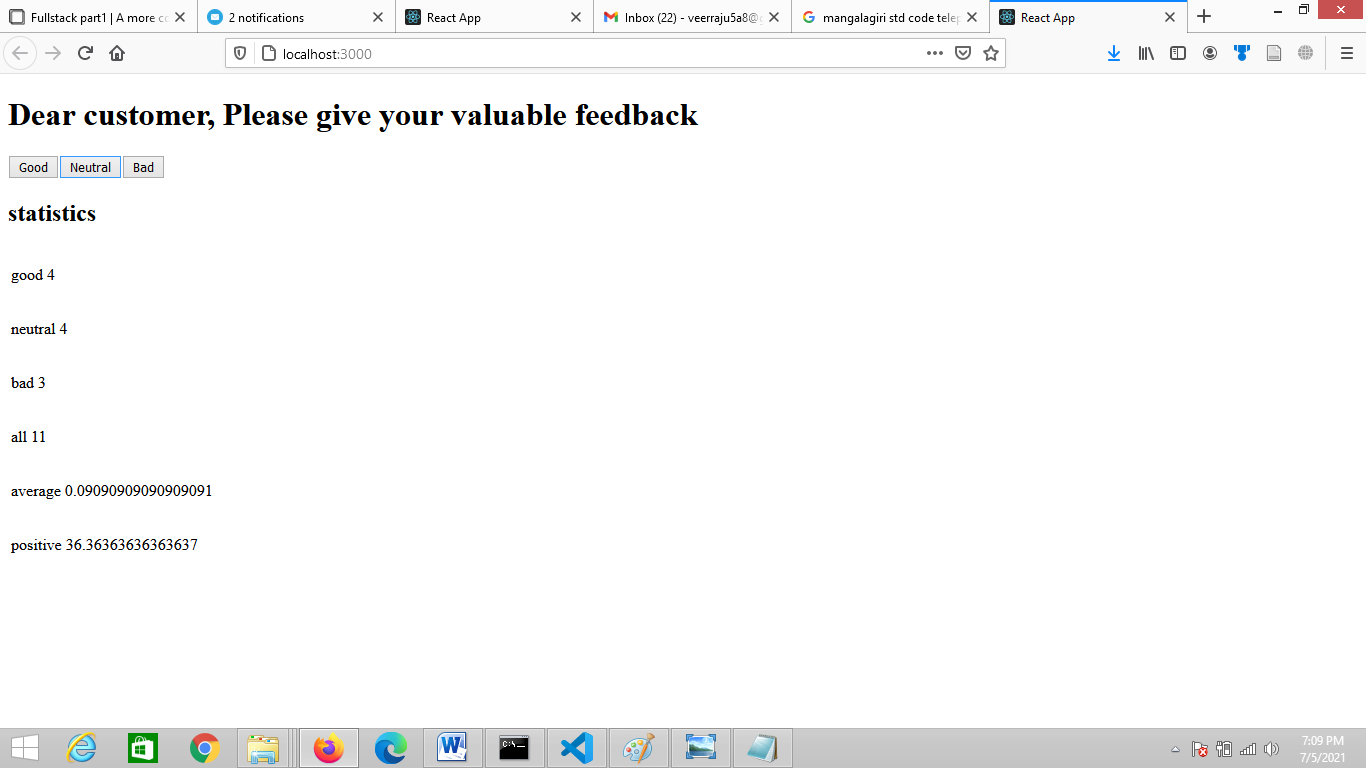 Fullstack part1 | A more co
2 notifications
React App
Inbox (22) - veerraju5a8@g
mangalagiri std code telep
React App
localhost:3000
Dear customer, Please give your valuable feedback
Good Neutral Bad
statistics
good 4
neutral 4
bad 3
all 11
average 0.09090909090909091
positive 36.36363636363637
7:09 PM
7/5/2021